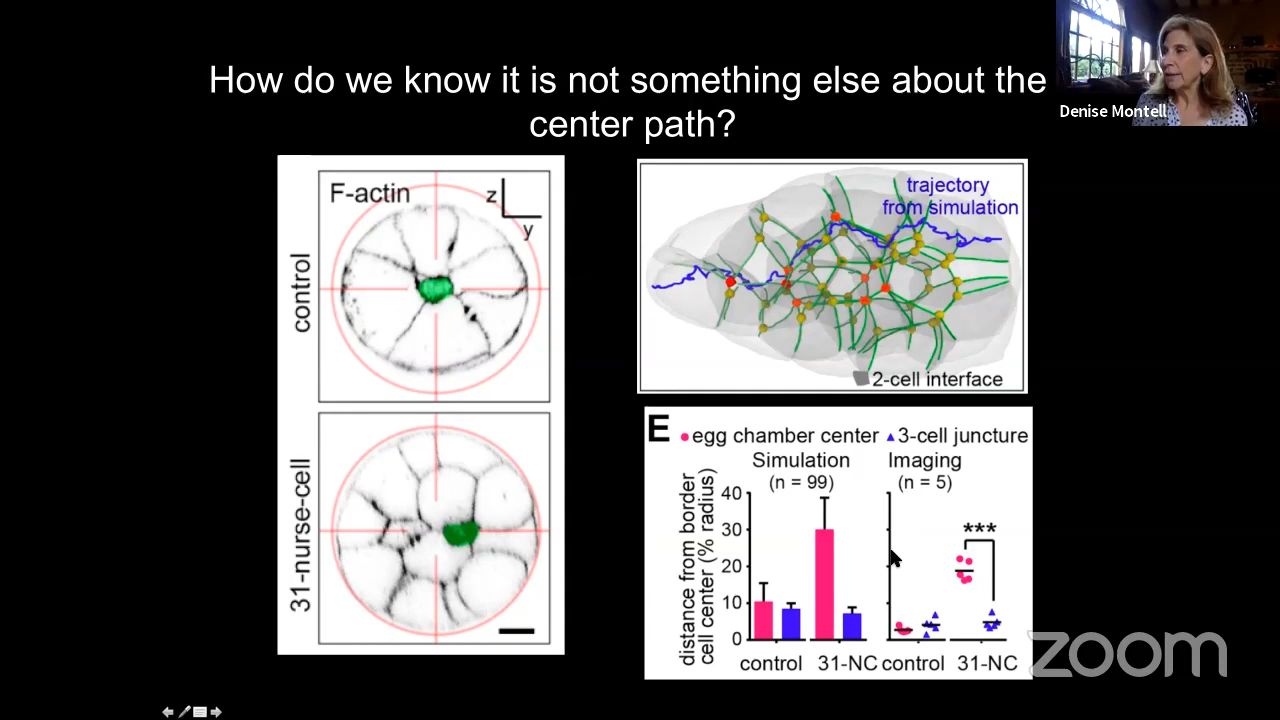 How do we know it is not something else about the
center path?
Denise Montell
F-actin
z
y
control
31-nurse-cell
trajectory
from simulation
2-cell interface
E
egg chamber center
3-cell juncture
Simulation
(n = 99)
Imaging
(n = 5)
distance from border
cell center (% radius)
40
30
20
10
0
***
control
31-NC
control
31-NC
zoom